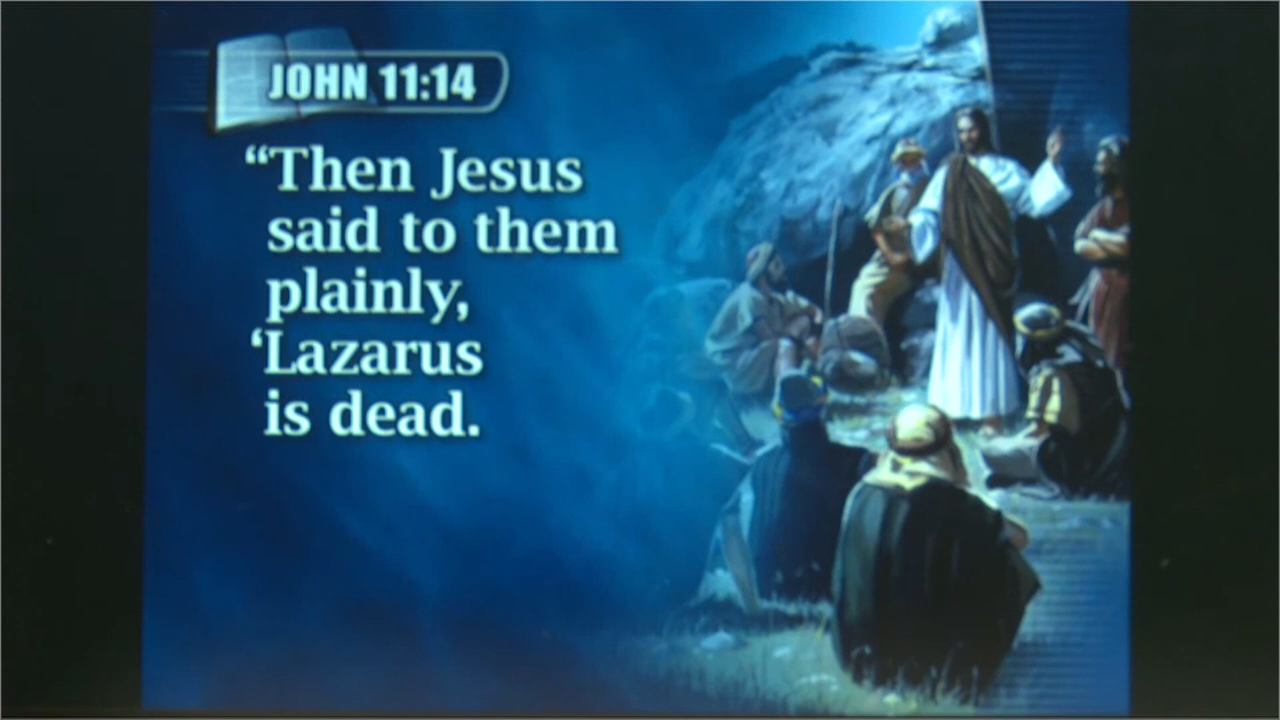 JOHN 11:14
“Then Jesus
said to them
plainly,
‘Lazarus
is dead.